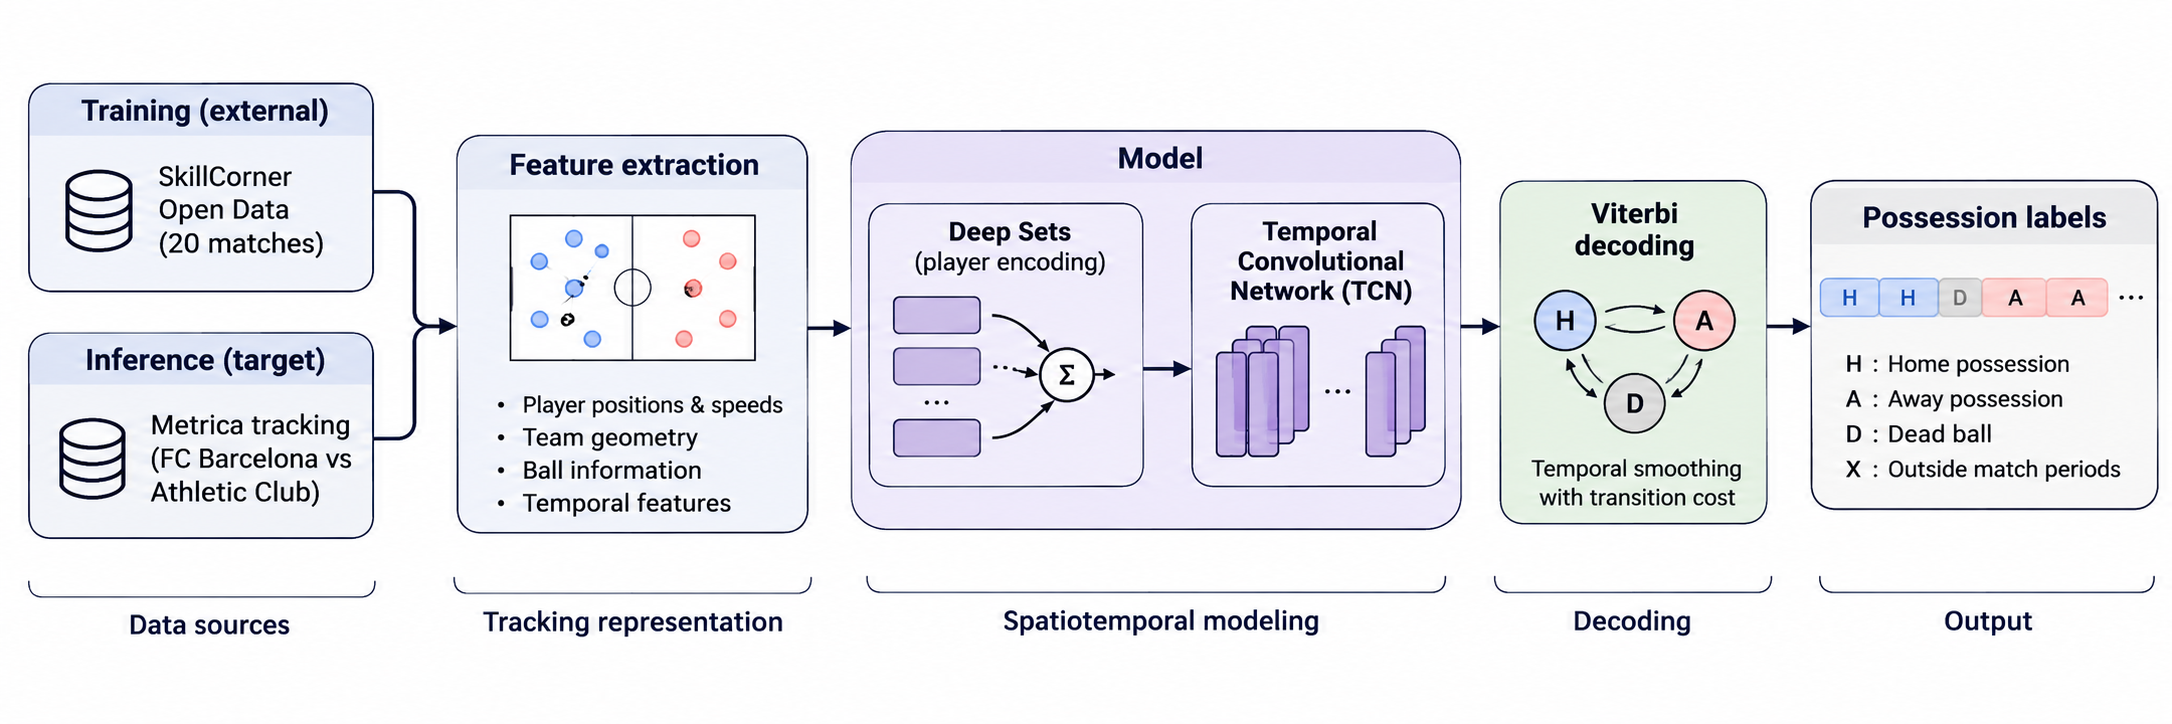 Training (external)
SkillCorner
Open Data
(20 matches)
Inference (target)
Metrica tracking
(FC Barcelona vs
Athletic Club)
Data sources
Feature extraction
• Player positions & speeds
• Team geometry
• Ball information
• Temporal features
Tracking representation
Model
Deep Sets
(player encoding)
...
...
Σ
Temporal
Convolutional
Network (TCN)
...
Spatiotemporal modeling
Viterbi
decoding
H
A
D
Temporal smoothing
with transition cost
Decoding
Possession labels
H H D A A ...
H : Home possession
A : Away possession
D : Dead ball
X : Outside match periods
Output